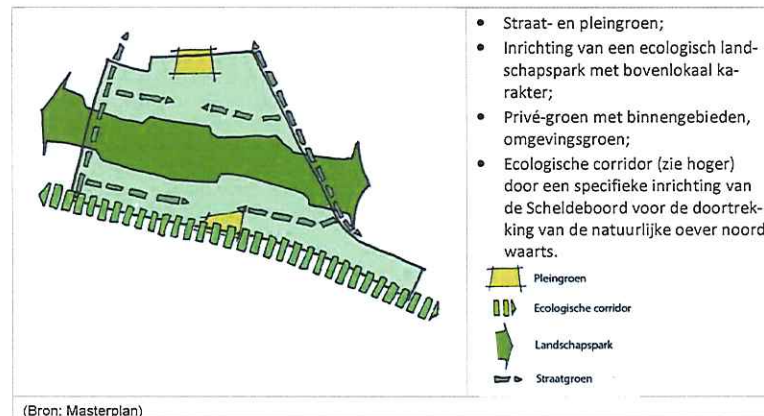 • Straat- en pleingroen;
• Inrichting van een ecologisch land-
schapspark met bovenlokaal ka-
rakter;
• Privé-groen met binnengebieden,
omgevingsgroen;
• Ecologische corridor (zie hoger)
door een specifieke inrichting van
de Scheldeboord voor de doortrek-
king van de natuurlijke oever noord
waarts.
Pleingroen
Ecologische corridor
Landschapspark
Straatgroen
(Bron: Masterplan)